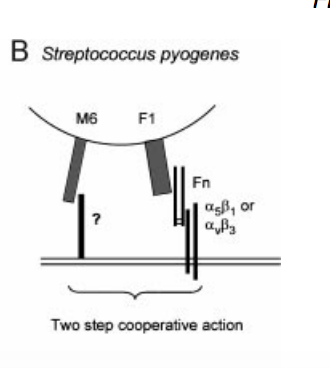 B Streptococcus pyogenes
M6 F1
Fn
?
α₅β₁ or
αᵥβ₃
Two step cooperative action